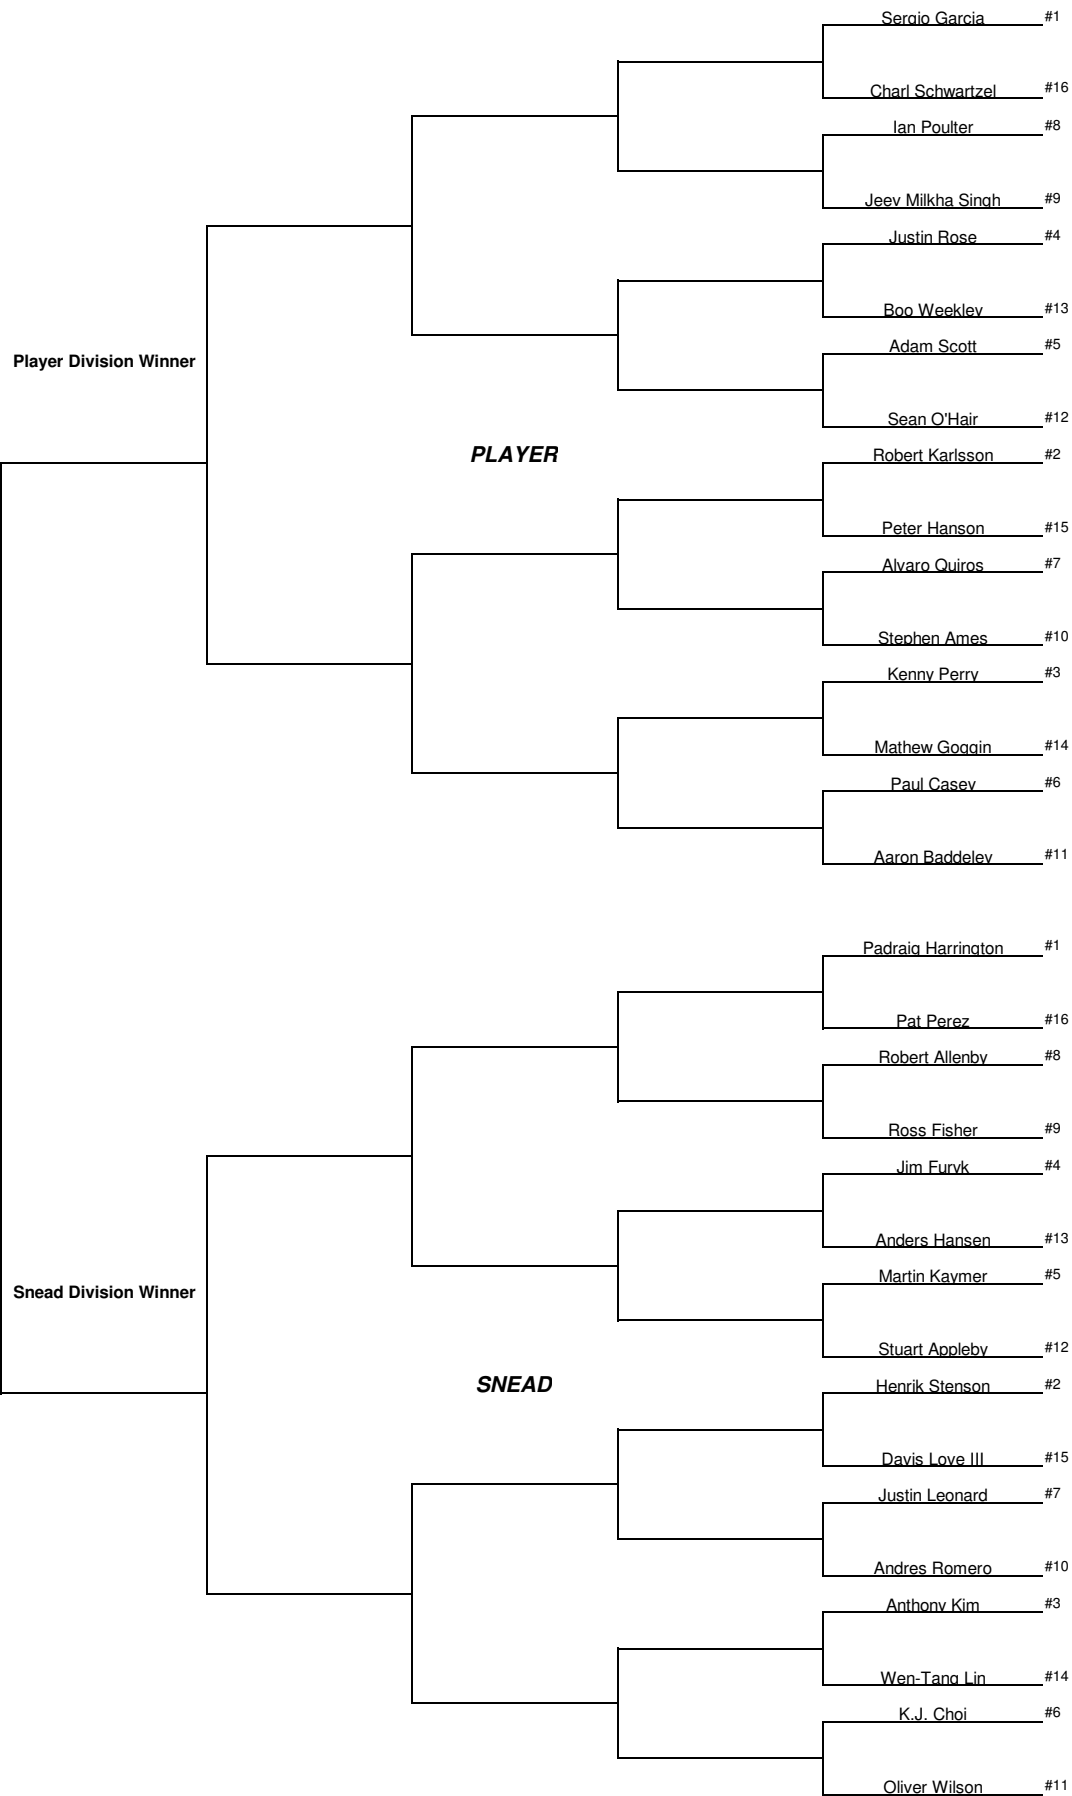 Sergio Garcia #1
Charl Schwartzel #16
Ian Poulter #8
Jeev Milkha Singh #9
Justin Rose #4
Boo Weekley #13
Adam Scott #5
Player Division Winner
Sean O'Hair #12
PLAYER
Robert Karlsson #2
Peter Hanson #15
Alvaro Quiros #7
Stephen Ames #10
Kenny Perry #3
Mathew Goggin #14
Paul Casey #6
Aaron Baddeley #11
Padraig Harrington #1
Pat Perez #16
Robert Allenby #8
Ross Fisher #9
Jim Furyk #4
Anders Hansen #13
Martin Kaymer #5
Snead Division Winner
Stuart Appleby #12
SNEAD
Henrik Stenson #2
Davis Love III #15
Justin Leonard #7
Andres Romero #10
Anthony Kim #3
Wen-Tang Lin #14
K.J. Choi #6
Oliver Wilson #11